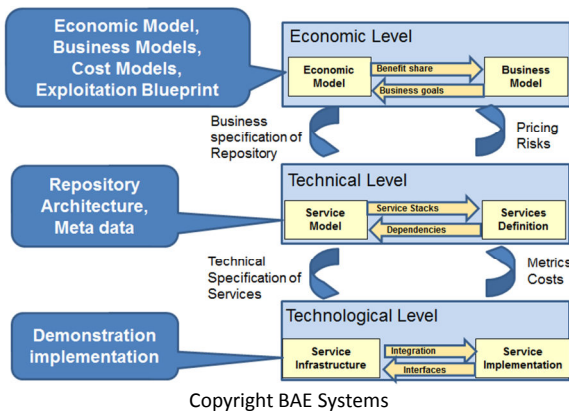 Economic Model,
Business Models,
Cost Models,
Exploitation Blueprint
Economic Level
Economic
Model
Benefit share
Business goals
Business
Model
Business
specification of
Repository
Pricing
Risks
Repository
Architecture,
Meta data
Technical Level
Service
Model
Service Stacks
Dependencies
Services
Definition
Technical
Specification of
Services
Metrics
Costs
Demonstration
implementation
Technological Level
Service
Infrastructure
Integration
Interfaces
Service
Implementation
Copyright BAE Systems